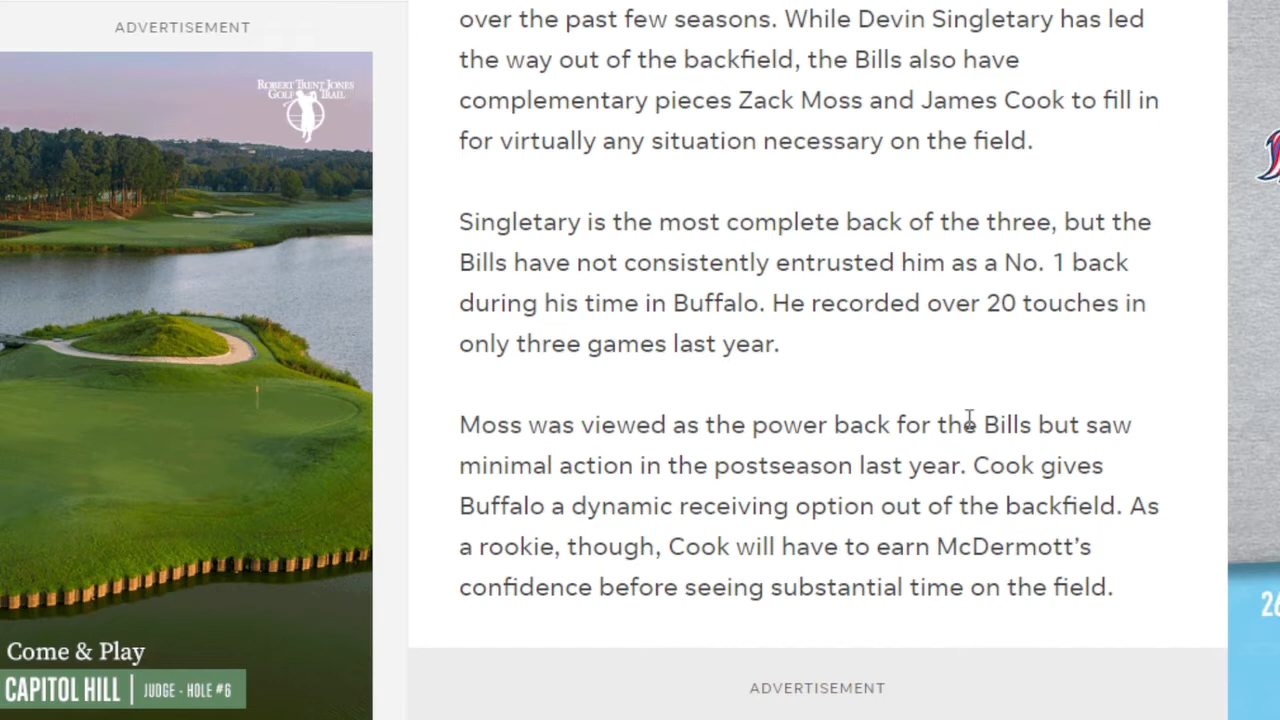 ADVERTISEMENT
ROBERT TRENT JONES
GOLF TRAIL
Come & Play
CAPITOL HILL | JUDGE - HOLE #6
over the past few seasons. While Devin Singletary has led
the way out of the backfield, the Bills also have
complementary pieces Zack Moss and James Cook to fill in
for virtually any situation necessary on the field.
Singletary is the most complete back of the three, but the
Bills have not consistently entrusted him as a No. 1 back
during his time in Buffalo. He recorded over 20 touches in
only three games last year.
Moss was viewed as the power back for the Bills but saw
minimal action in the postseason last year. Cook gives
Buffalo a dynamic receiving option out of the backfield. As
a rookie, though, Cook will have to earn McDermott’s
confidence before seeing substantial time on the field.
ADVERTISEMENT